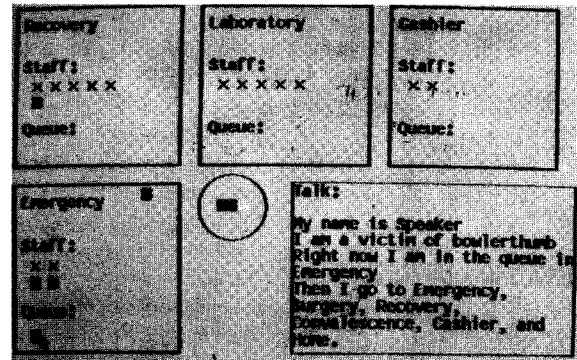 Recovery
Staff:
x x x x x
Queue:
Laboratory
Staff:
x x x x x
Queue:
Cashier
Staff:
x x
Queue:
Emergency
Staff:
x x
Queue:
Talk:
My name is Speaker
I am a victim of bowlerthumb
Right now I am in the queue in
Emergency
Then I go to Emergency,
Surgery, Recovery,
Convalescence, Cashier, and
Home.